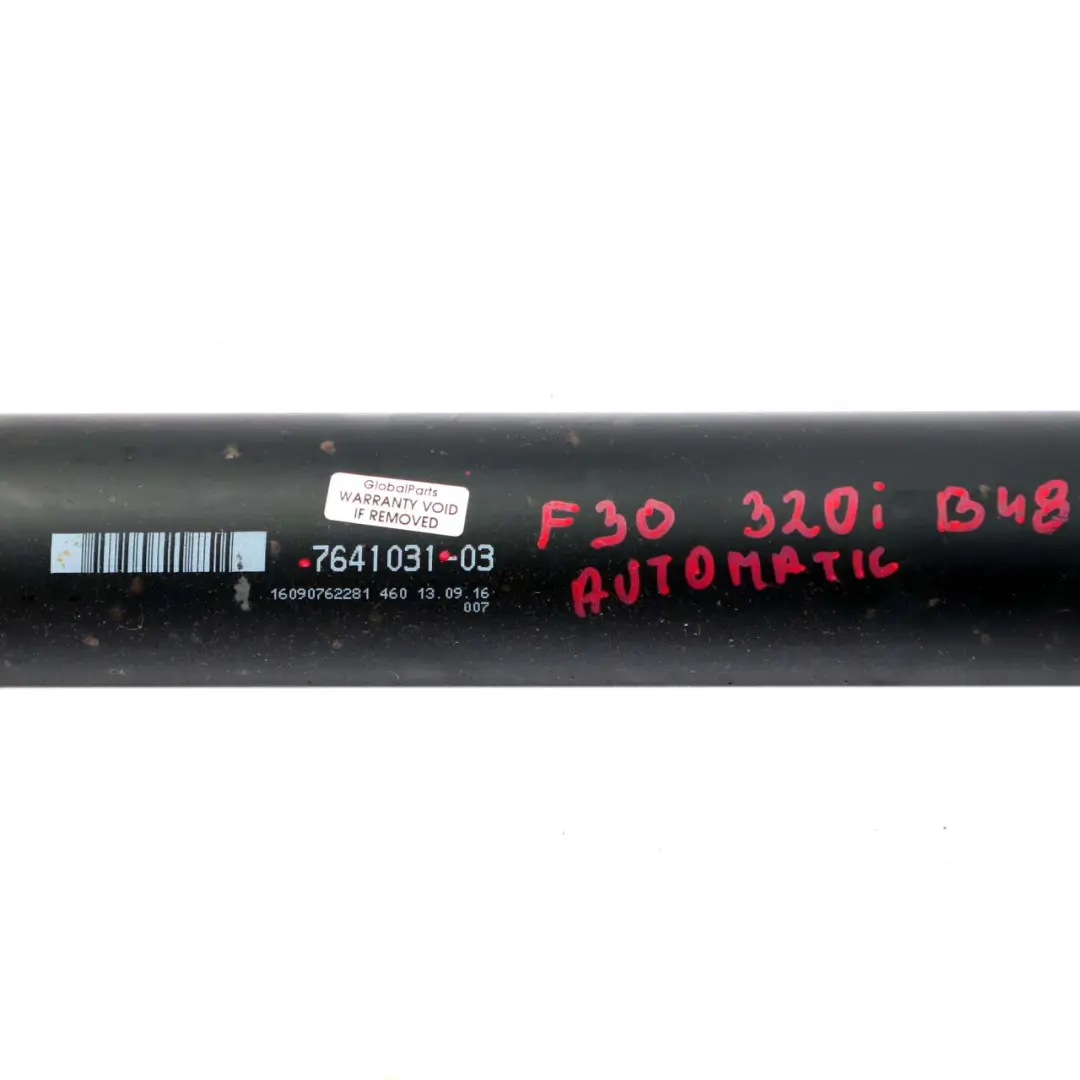 GlobalParts
WARRANTY VOID
IF REMOVED
7641031-03
16090762281 460 13.09.16
007
F30 320i B48
AUTOMATIC